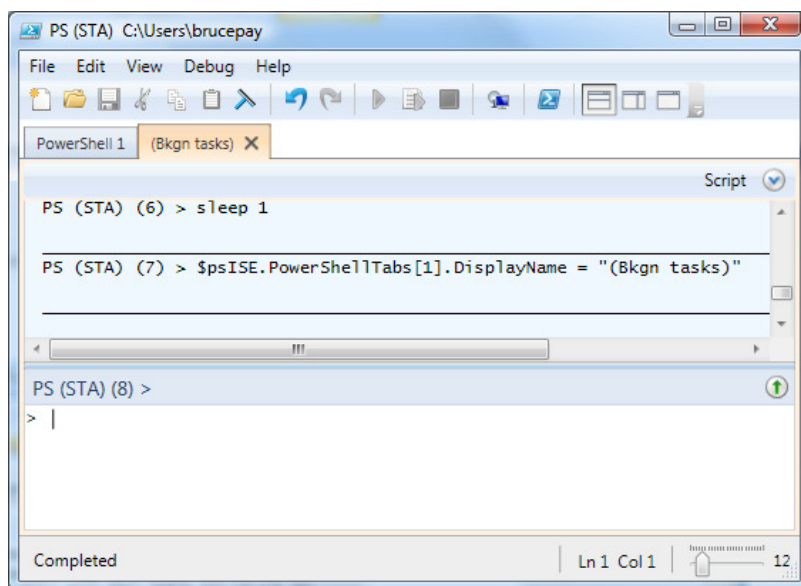 PS (STA) C:\Users\brucepay
File Edit View Debug Help
PowerShell 1 (Bkgn tasks)
Script
PS (STA) (6) > sleep 1
PS (STA) (7) > $psISE.PowerShellTabs[1].DisplayName = "(Bkgn tasks)"
PS (STA) (8) >
>
Completed Ln 1 Col 1 12